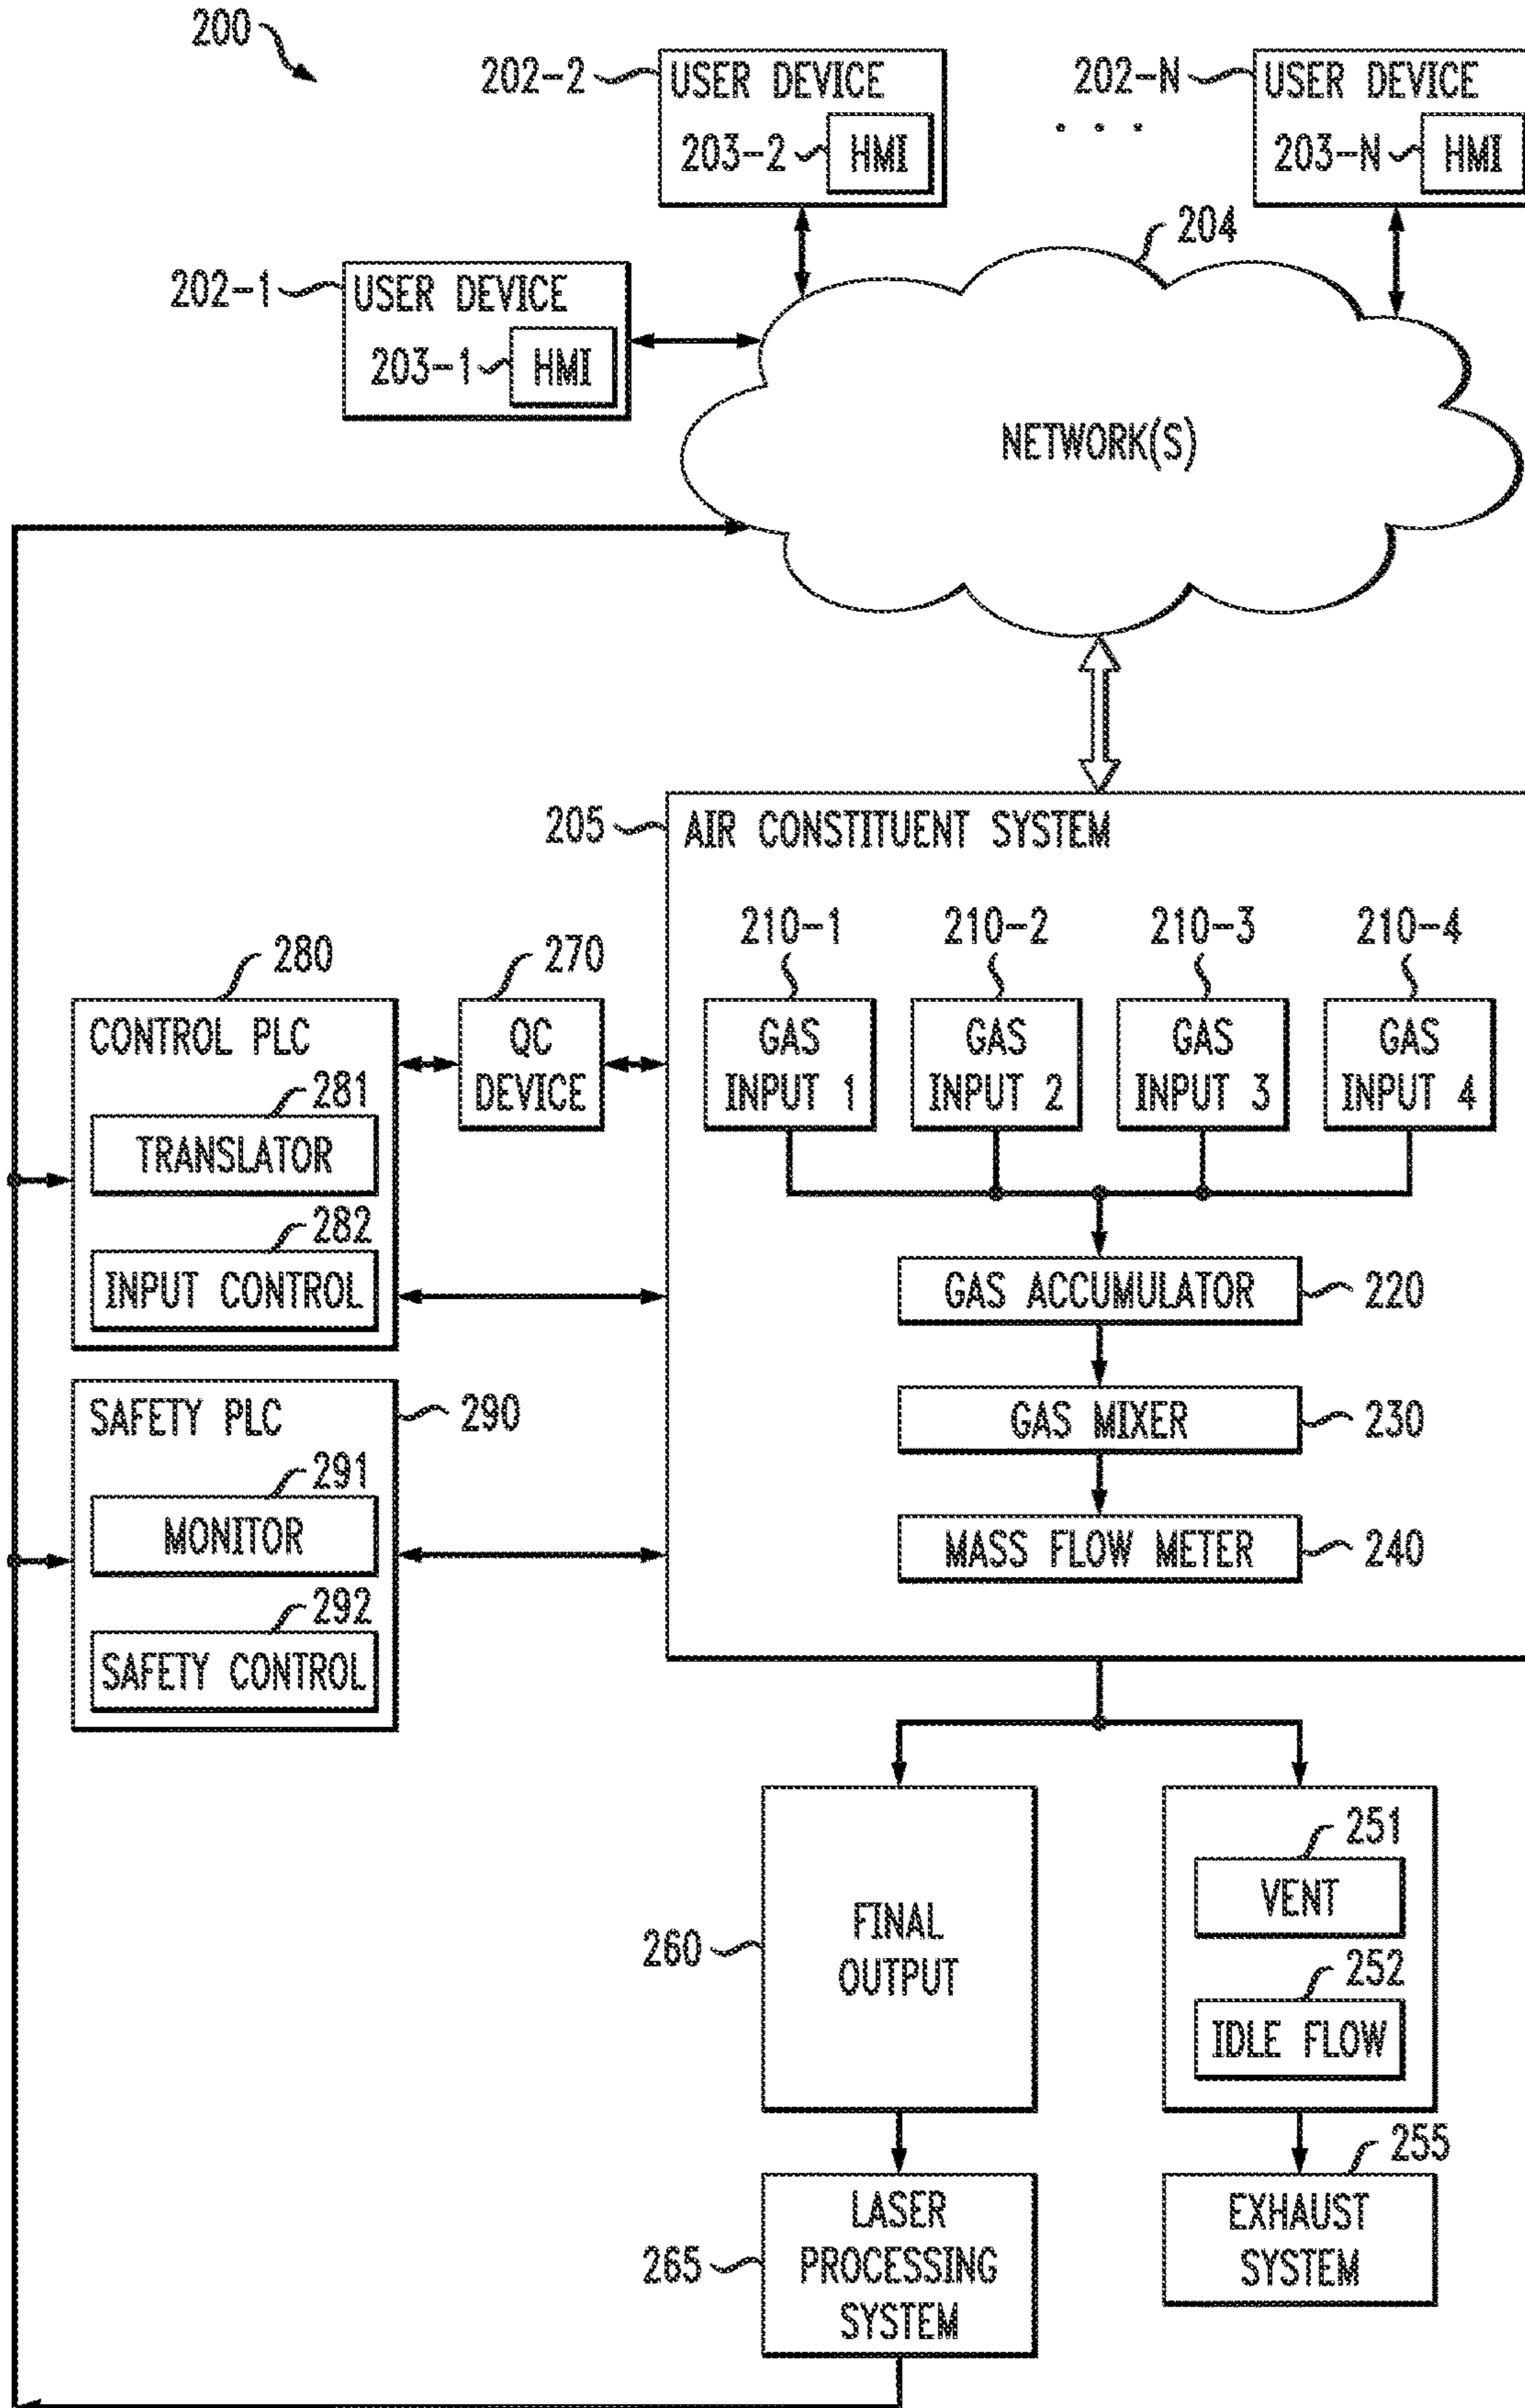 200
202-2
USER DEVICE
203-2
HMI
. . .
202-N
USER DEVICE
203-N
HMI
204
202-1
USER DEVICE
203-1
HMI
NETWORK(S)
205
AIR CONSTITUENT SYSTEM
210-1
210-2
210-3
210-4
GAS
INPUT 1
GAS
INPUT 2
GAS
INPUT 3
GAS
INPUT 4
280
CONTROL PLC
281
TRANSLATOR
282
INPUT CONTROL
270
QC
DEVICE
GAS ACCUMULATOR
220
GAS MIXER
230
MASS FLOW METER
240
SAFETY PLC
290
291
MONITOR
292
SAFETY CONTROL
260
FINAL
OUTPUT
251
VENT
252
IDLE FLOW
265
LASER
PROCESSING
SYSTEM
255
EXHAUST
SYSTEM